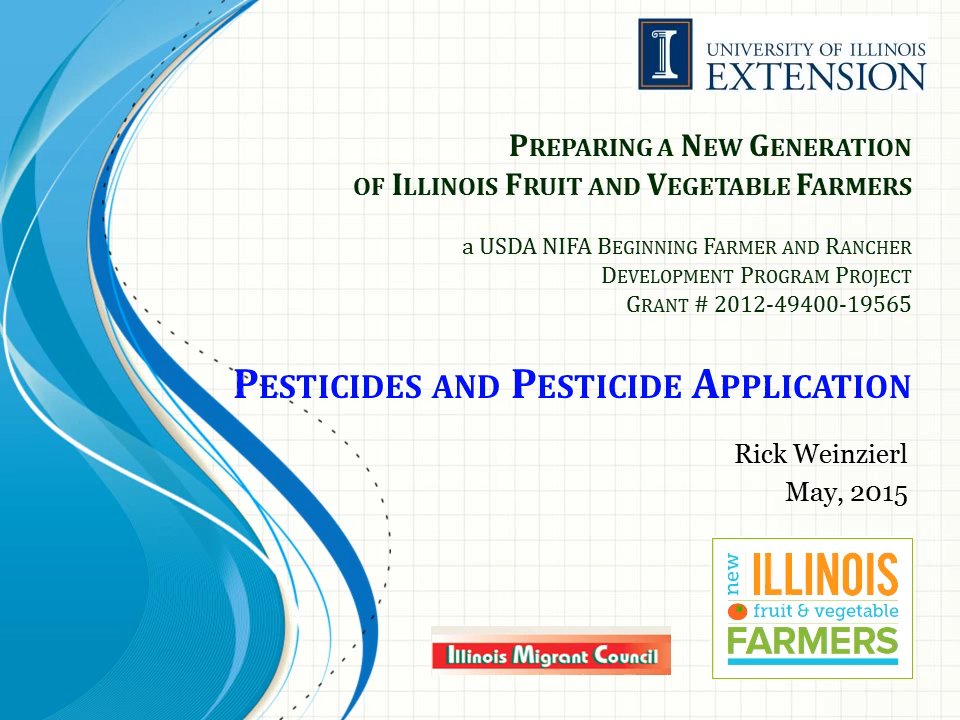 UNIVERSITY OF ILLINOIS
EXTENSION
PREPARING A NEW GENERATION
OF ILLINOIS FRUIT AND VEGETABLE FARMERS
a USDA NIFA BEGINNING FARMER AND RANCHER
DEVELOPMENT PROGRAM PROJECT
GRANT # 2012-49400-19565
PESTICIDES AND PESTICIDE APPLICATION
Rick Weinzierl
May, 2015
new ILLINOIS
fruit & vegetable
FARMERS
Illinois Migrant Council